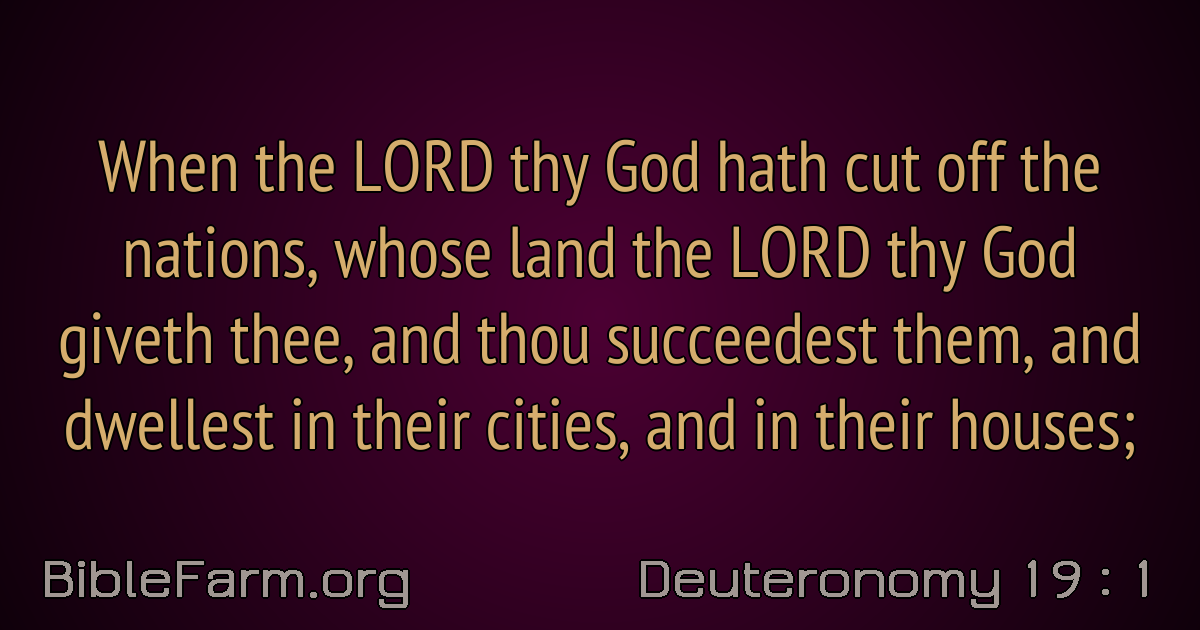 When the LORD thy God hath cut off the
nations, whose land the LORD thy God
giveth thee, and thou succeedest them, and
dwellest in their cities, and in their houses;
BibleFarm.org
Deuteronomy 19 : 1